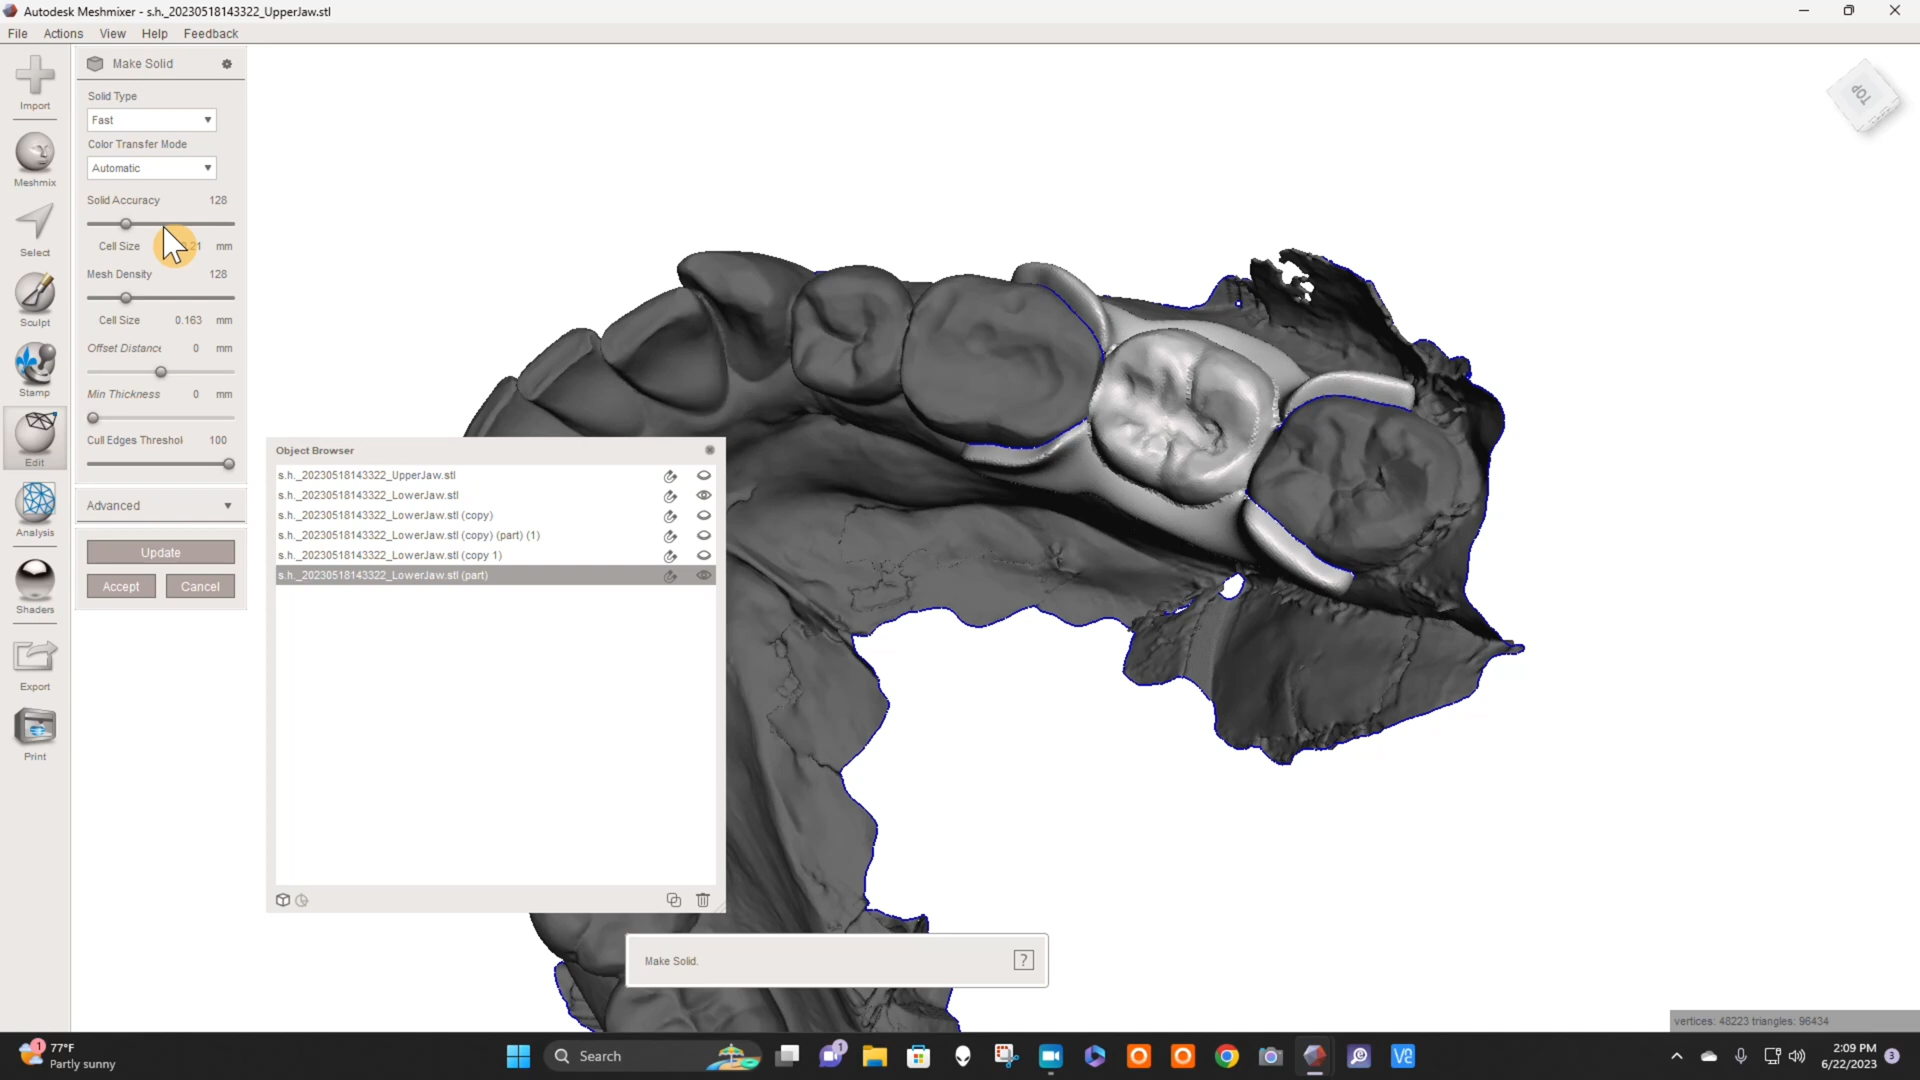 Autodesk Meshmixer - s.h._20230518143322_UpperJaw.stl
File Actions View Help Feedback
Import
Meshmix
Select
Sculpt
Stamp
Edit
Analysis
Shaders
Export
Print
Make Solid
Solid Type
Fast
Color Transfer Mode
Automatic
Solid Accuracy 128
Cell Size mm
Mesh Density 128
Cell Size 0.163 mm
Offset Distance 0 mm
Min Thickness 0 mm
Cull Edges Threshol 100
Advanced
Update
Accept Cancel
TOP
Object Browser
s.h._20230518143322_UpperJaw.stl
s.h._20230518143322_LowerJaw.stl
s.h._20230518143322_LowerJaw.stl (copy)
s.h._20230518143322_LowerJaw.stl (copy) (part) (1)
s.h._20230518143322_LowerJaw.stl (copy 1)
s.h._20230518143322_LowerJaw.stl (part)
Make Solid.
?
vertices: 48223 triangles: 96434
1
77°F
Partly sunny
Search
1
2:09 PM
6/22/2023
3